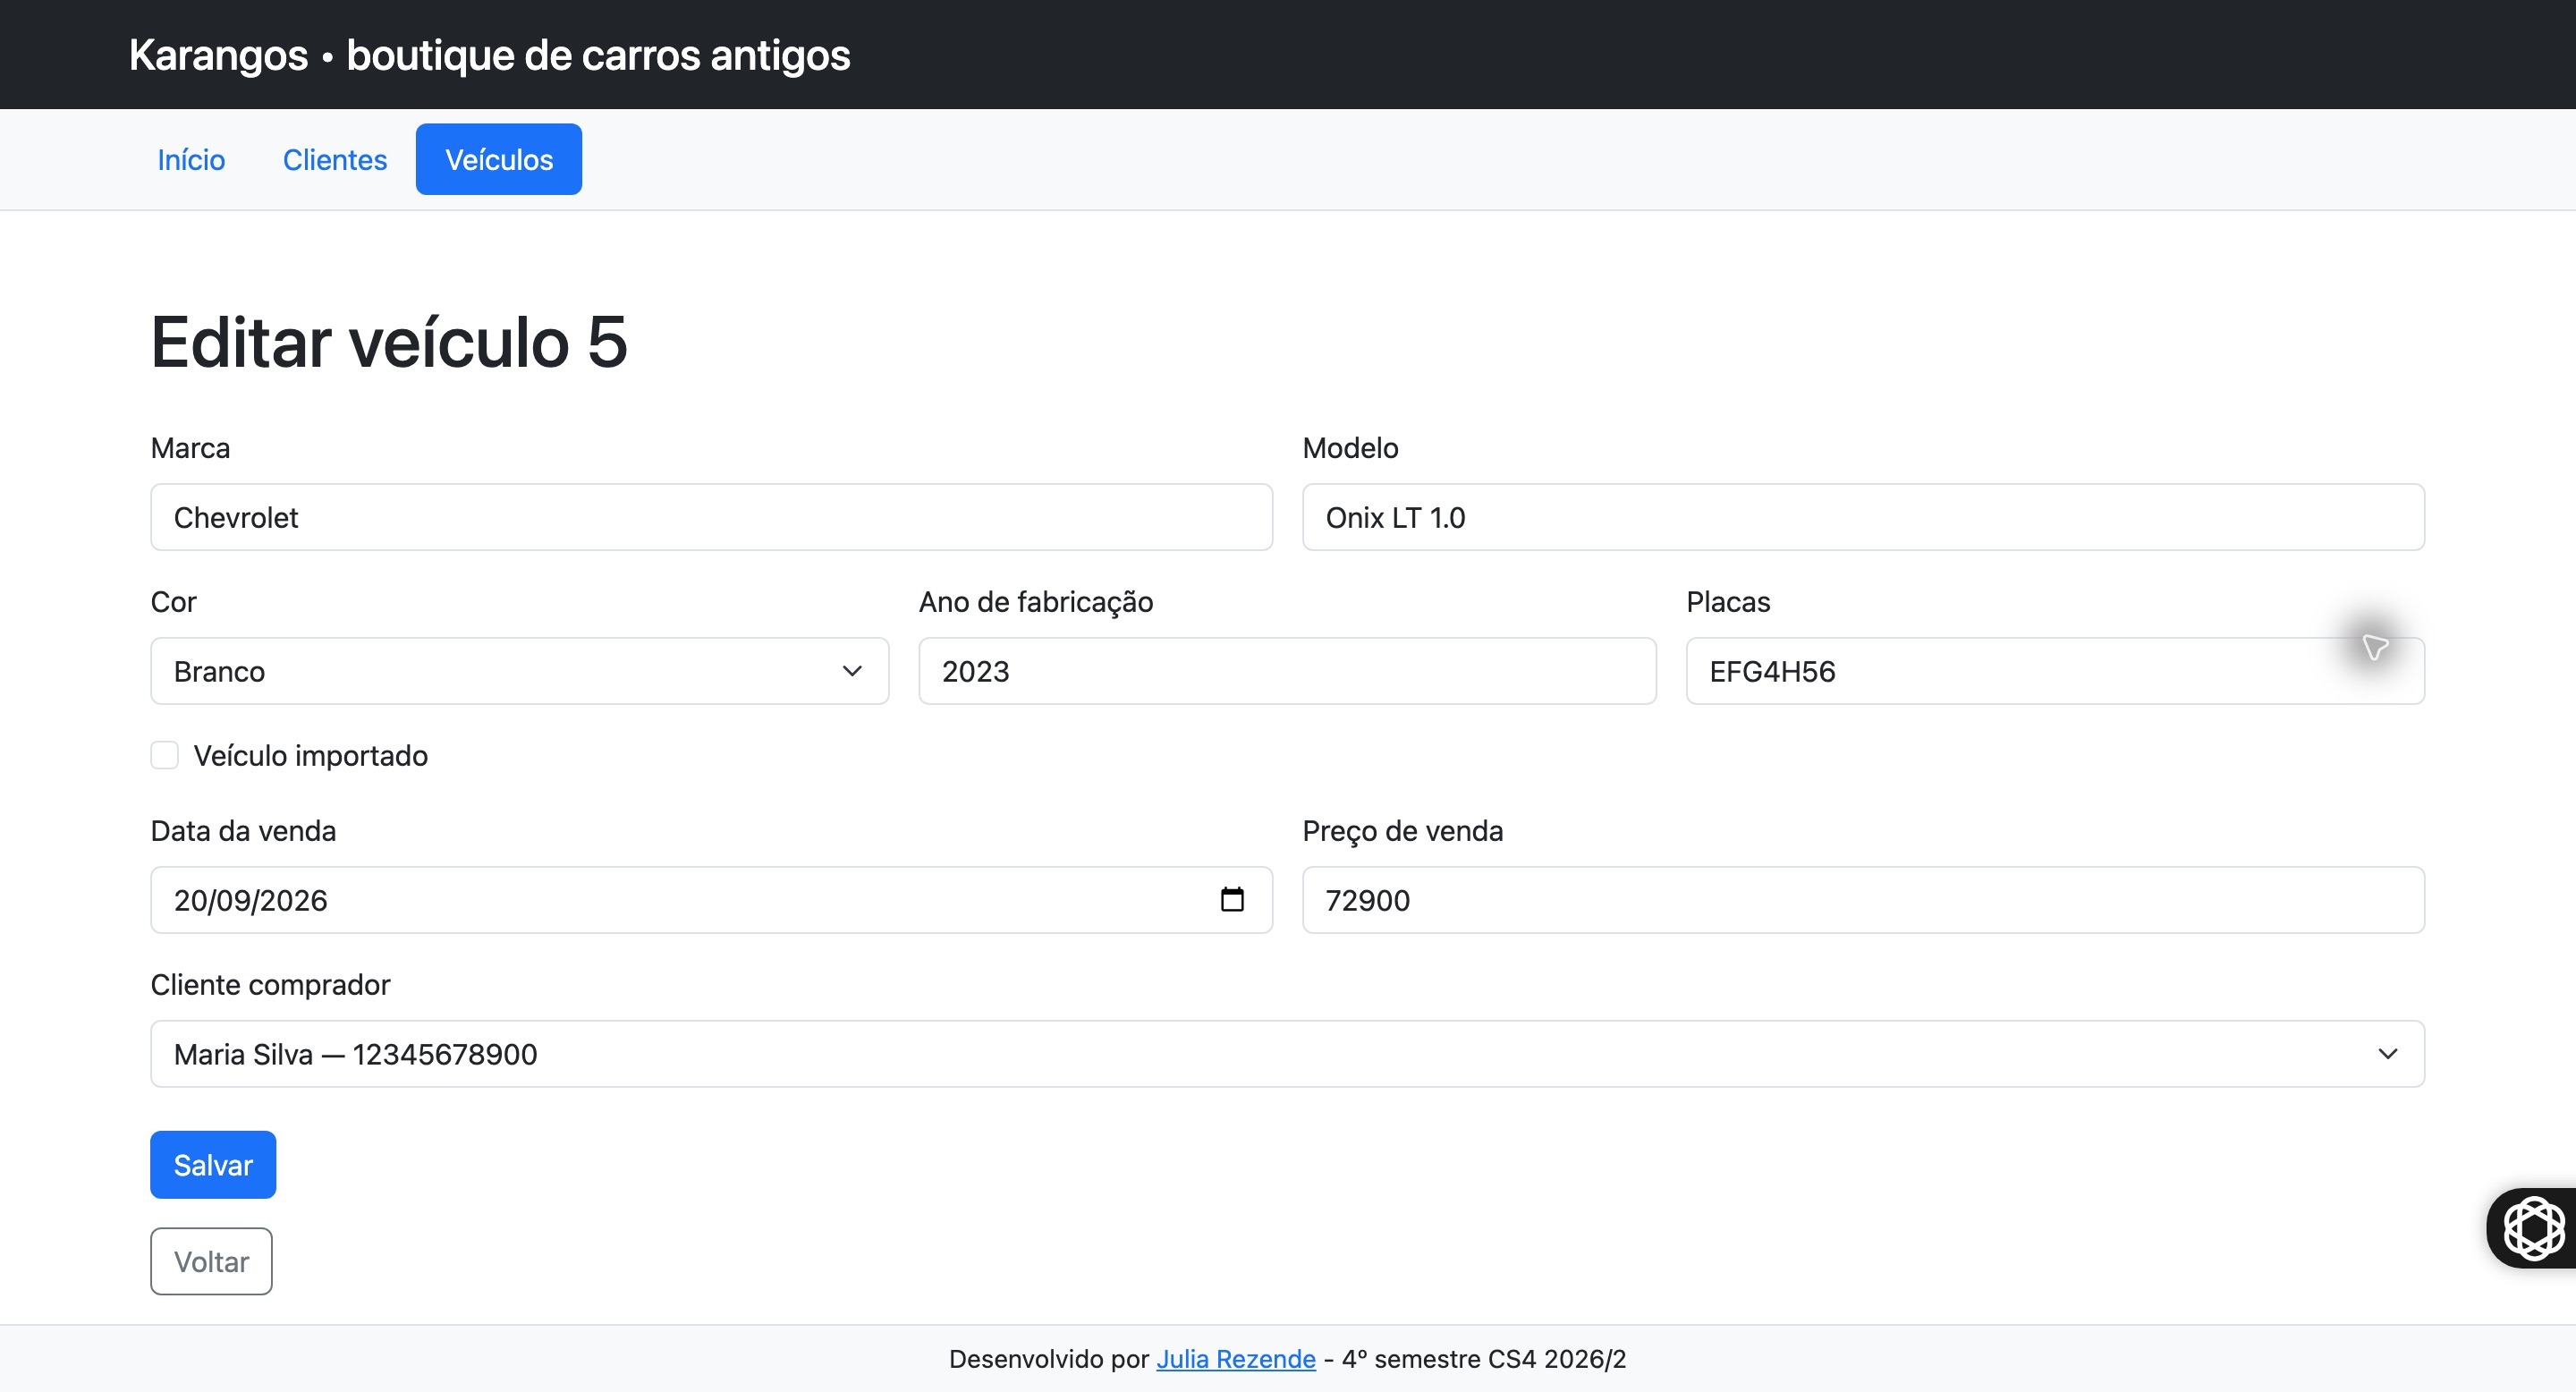 Karangos • boutique de carros antigos
Início Clientes Veículos
Editar veículo 5
Marca Modelo
Chevrolet Onix LT 1.0
Cor Ano de fabricação Placas
Branco 2023 EFG4H56
Veículo importado
Data da venda Preço de venda
20/09/2026 72900
Cliente comprador
Maria Silva — 12345678900
Salvar
Voltar
Desenvolvido por Julia Rezende - 4º semestre CS4 2026/2